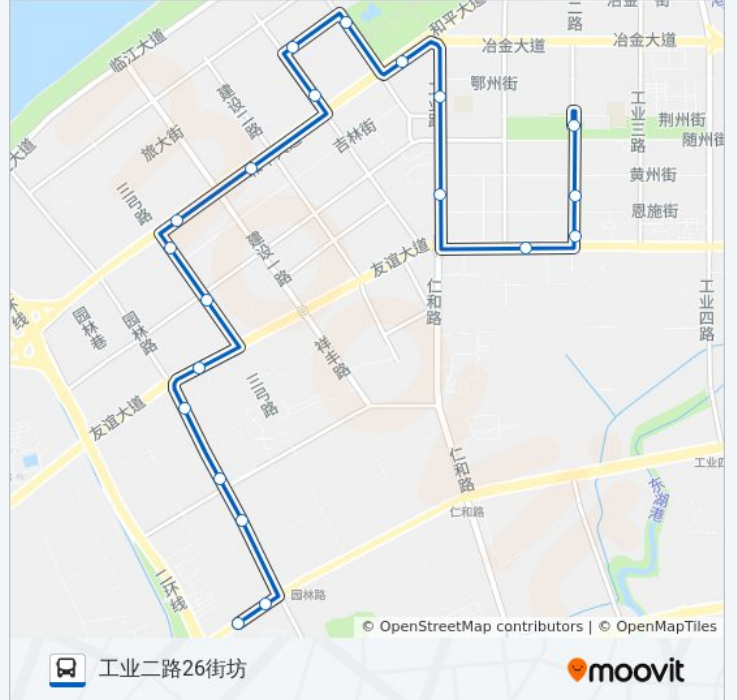 和平大道
冶金大道
冶金大道
临江大道
鄂州街
工业三路
荆州街
随州街
建设二路
吉林街
旅大街
黄州街
恩施街
三弓路
建设一路
友谊大道
仁和路
工业四路
园林巷
园林路
祥丰路
三弓路
友谊大道
仁和路
东湖港
仁和路
二环线
园林路
© OpenStreetMap contributors | © OpenMapTiles
工业二路26街坊
moovit